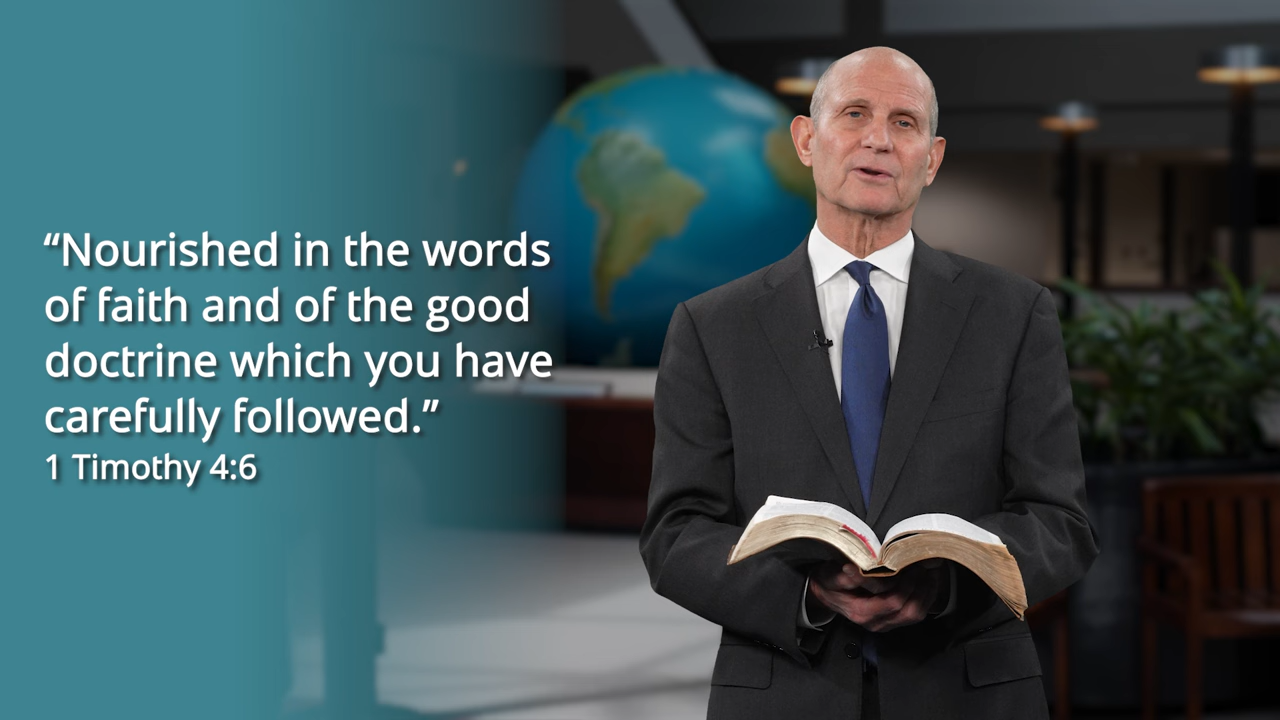 “Nourished in the words
of faith and of the good
doctrine which you have
carefully followed.”
1 Timothy 4:6